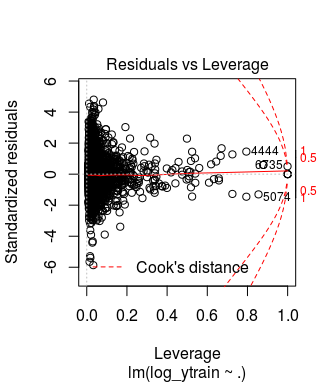 Residuals vs Leverage
Standardized residuals
6
4
2
0
-2
-4
-6
4444
6735
5074
1
0.5
0.5
1
Cook's distance
0.0 0.2 0.4 0.6 0.8 1.0
Leverage
lm(log_ytrain ~ .)